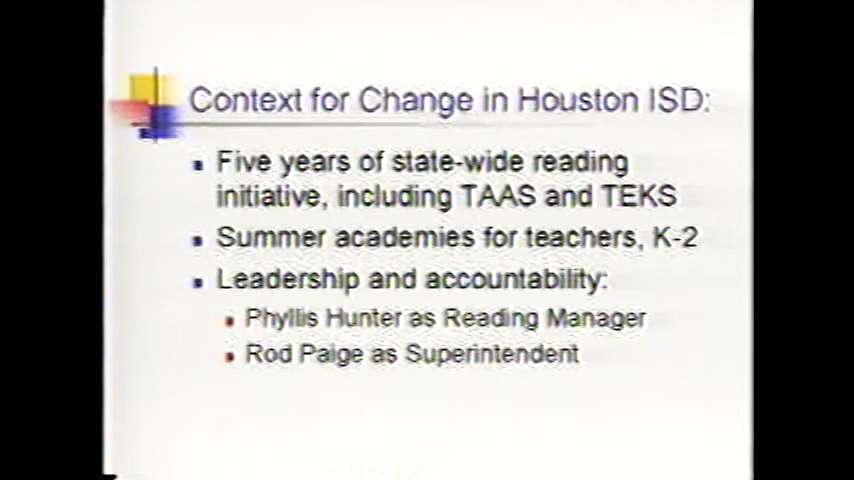 Context for Change in Houston ISD:
Five years of state-wide reading
initiative, including TAAS and TEKS
Summer academies for teachers, K-2
Leadership and accountability:
Phyllis Hunter as Reading Manager
Rod Paige as Superintendent